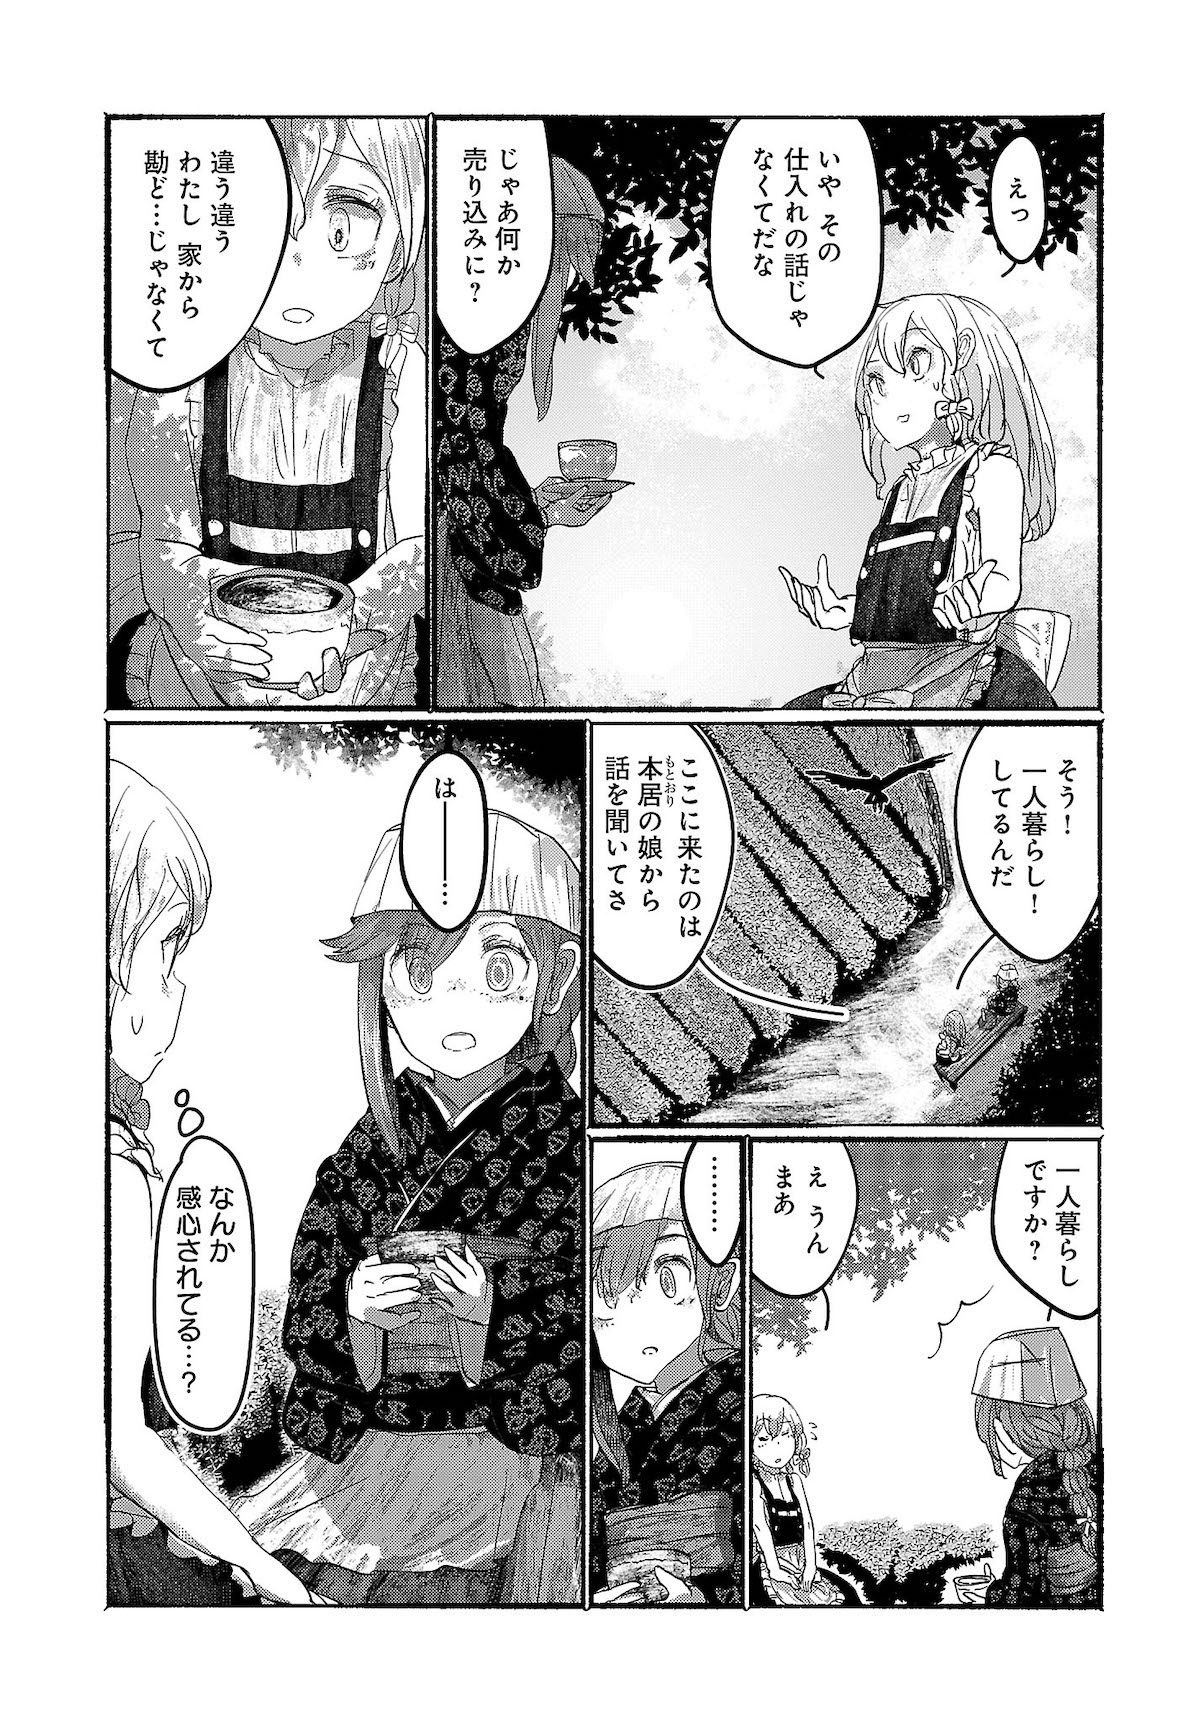 えっ
いや その
仕入れの話じゃ
なくてだな
じゃあ何か
売り込みに？
違う違う
わたし 家から
勘ど…じゃなくて
そう！
一人暮らし！
してるんだ
ここに来たのは
本居の娘から
もとおり
話を聞いてさ
一人暮らし
ですか？
え うん
まあ
………
は――…
なんか
感心されてる…？